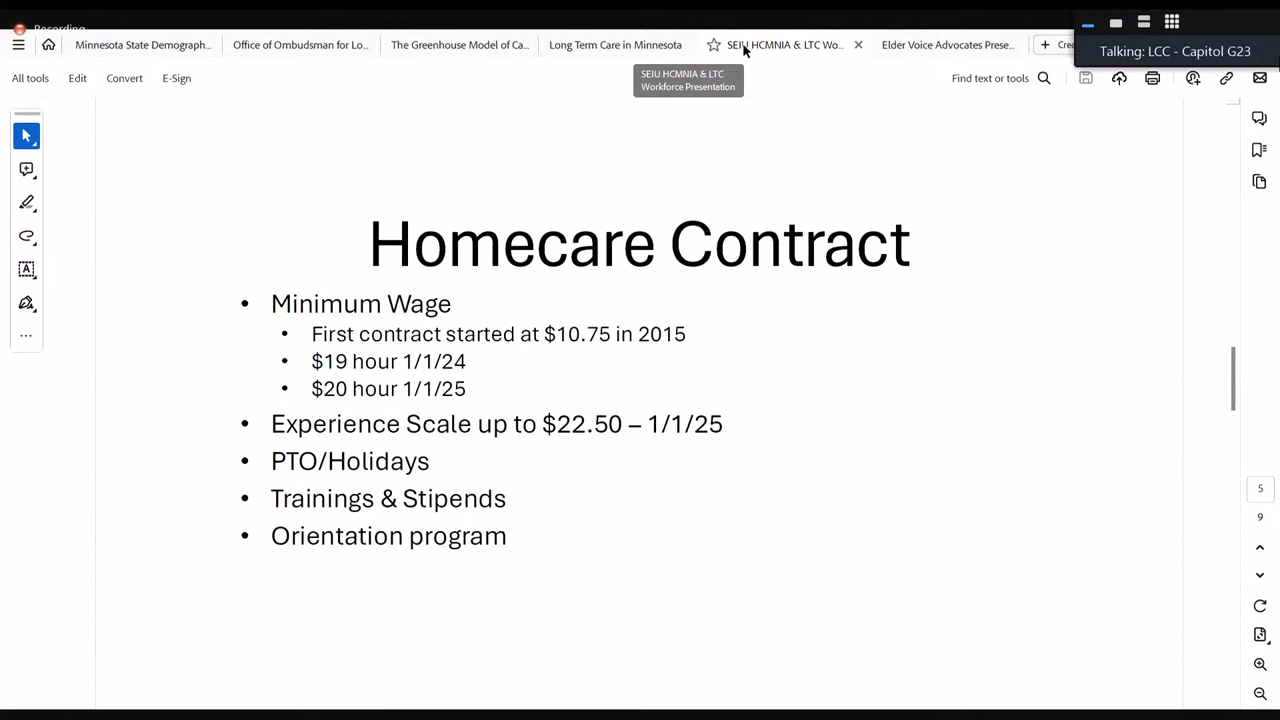 Recording
Minnesota State Demograph...
Office of Ombudsman for Lo...
The Greenhouse Model of Ca...
Long Term Care in Minnesota
SEIU HCMNIA & LTC Wo...
Elder Voice Advocates Prese...
+ Crea
Talking: LCC - Capitol G23
All tools
Edit
Convert
E-Sign
SEIU HCMNIA & LTC
Workforce Presentation
Find text or tools
Homecare Contract
• Minimum Wage
• First contract started at $10.75 in 2015
• $19 hour 1/1/24
• $20 hour 1/1/25
• Experience Scale up to $22.50 – 1/1/25
• PTO/Holidays
• Trainings & Stipends
• Orientation program
5
9